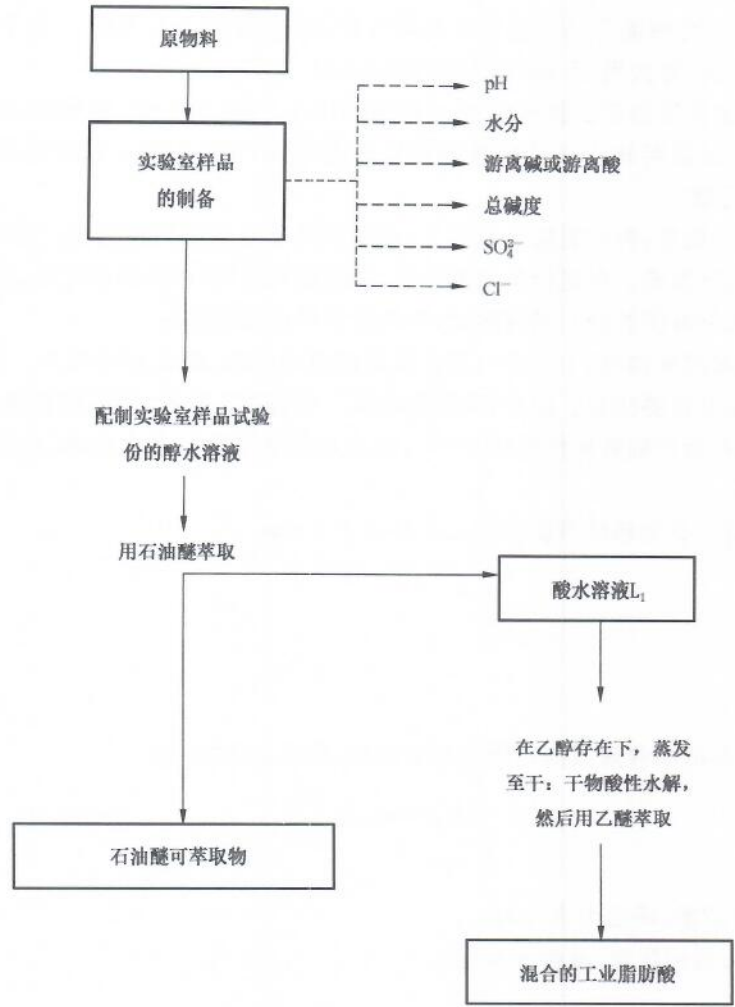 原物料
实验室样品
的制备
pH
水分
游离碱或游离酸
总碱度
SO₄²⁻
Cl⁻
配制实验室样品试验
份的醇水溶液
用石油醚萃取
酸水溶液L₁
在乙醇存在下，蒸发
至干：干物酸性水解，
然后用乙醚萃取
石油醚可萃取物
混合的工业脂肪酸